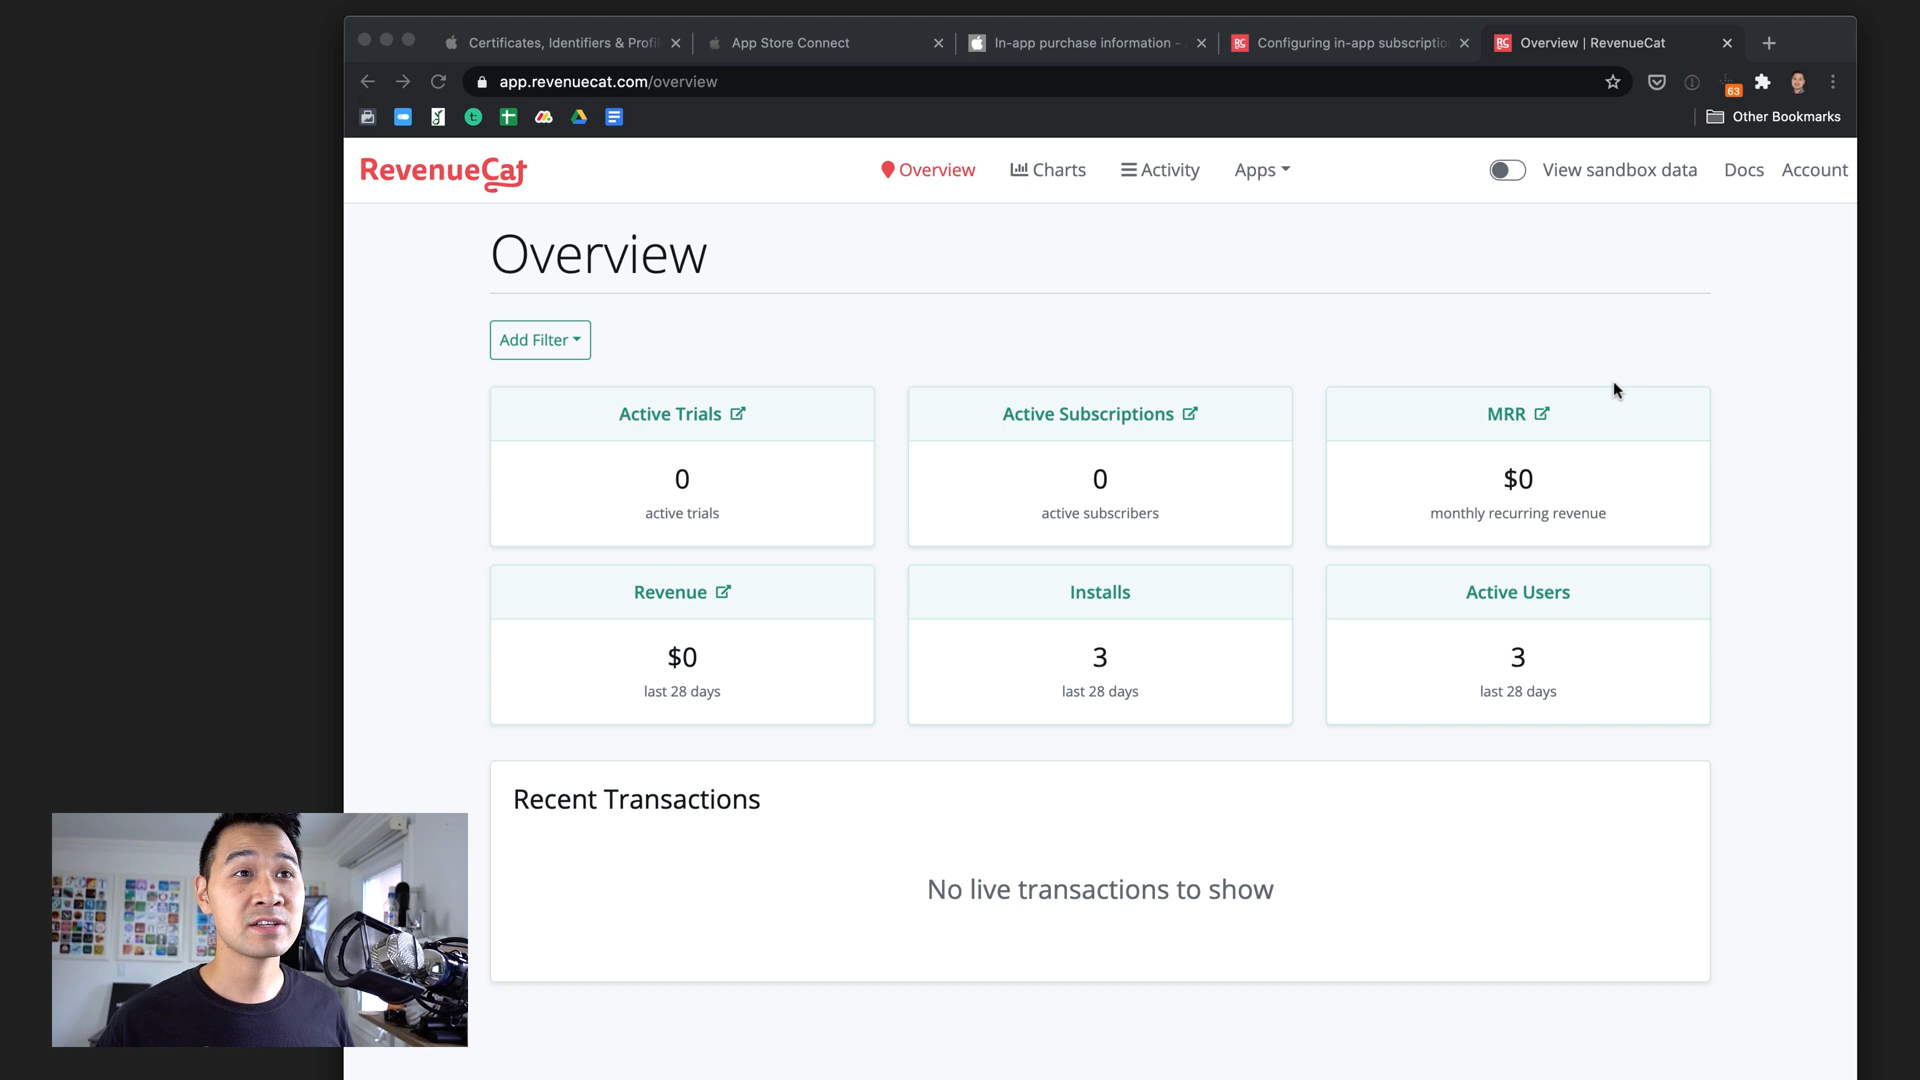 Certificates, Identifiers & Profil
App Store Connect
In-app purchase information -
Configuring in-app subscriptio
Overview | RevenueCat
app.revenuecat.com/overview
63
Other Bookmarks
RevenueCat
Overview
Charts
Activity
Apps
View sandbox data
Docs
Account
Overview
Add Filter
Active Trials
Active Subscriptions
MRR
0
0
$0
active trials
active subscribers
monthly recurring revenue
Revenue
Installs
Active Users
$0
3
3
last 28 days
last 28 days
last 28 days
Recent Transactions
No live transactions to show